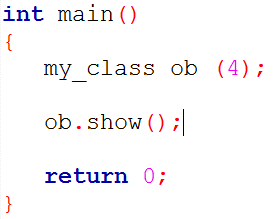 int main()
{
my_class ob (4);
ob.show();
return 0;
}